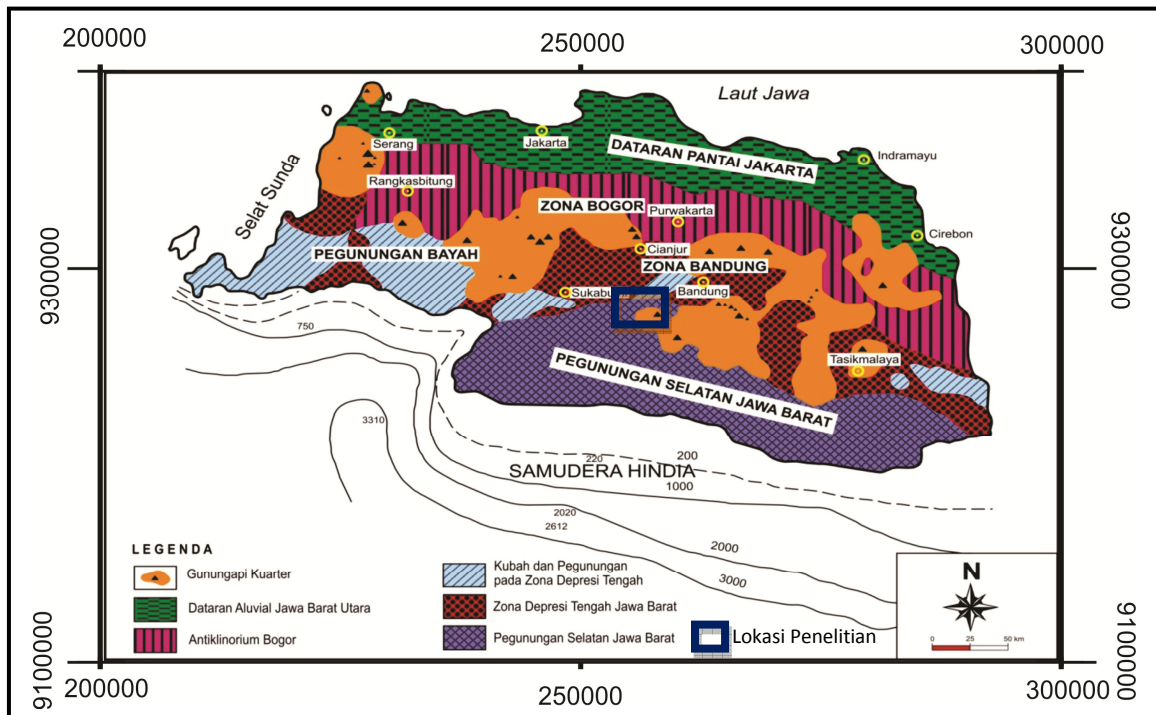 200000
250000
300000
Laut Jawa
Serang
Jakarta
DATARAN PANTAI JAKARTA
Indramayu
Selat Sunda
Rangkasbitung
ZONA BOGOR
Purwakarta
Cirebon
9300000
9300000
PEGUNUNGAN BAYAH
Cianjur
ZONA BANDUNG
Sukabu
Bandung
750
PEGUNUNGAN SELATAN JAWA BARAT
Tasikmalaya
3310
220
200
SAMUDERA HINDIA
1000
2020
2612
2000
3000
LEGENDA
Gunungapi Kuarter
Dataran Aluvial Jawa Barat Utara
Antiklinorium Bogor
Kubah dan Pegunungan
pada Zona Depresi Tengah
Zona Depresi Tengah Jawa Barat
Pegunungan Selatan Jawa Barat
Lokasi Penelitian
N
0 25 50 km
9100000
9100000
200000
250000
300000